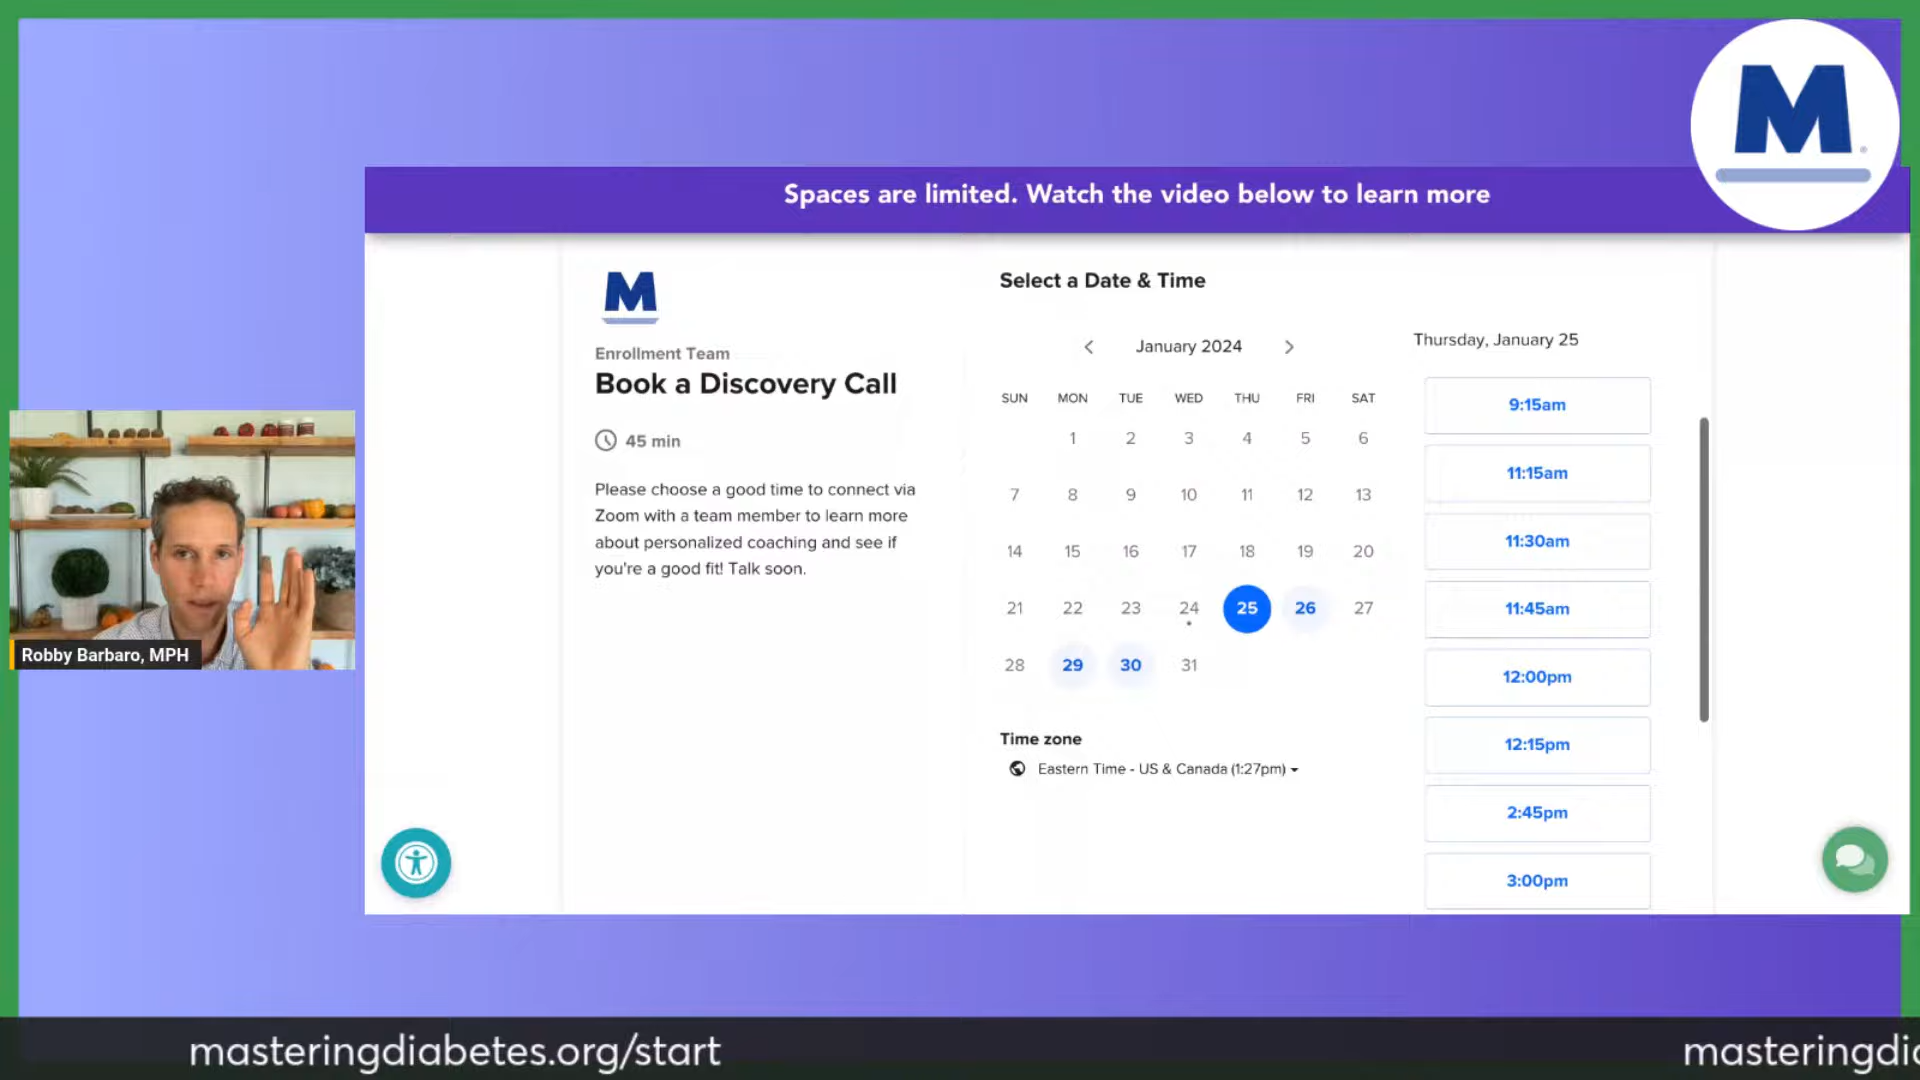 M
Spaces are limited. Watch the video below to learn more
M
Enrollment Team
Book a Discovery Call
45 min
Please choose a good time to connect via
Zoom with a team member to learn more
about personalized coaching and see if
you're a good fit! Talk soon.
Select a Date & Time
January 2024
SUN MON TUE WED THU FRI SAT
1 2 3 4 5 6
7 8 9 10 11 12 13
14 15 16 17 18 19 20
21 22 23 24 25 26 27
28 29 30 31
Time zone
Eastern Time - US & Canada (1:27pm)
Thursday, January 25
9:15am
11:15am
11:30am
11:45am
12:00pm
12:15pm
2:45pm
3:00pm
Robby Barbaro, MPH
masteringdiabetes.org/start
masteringdia